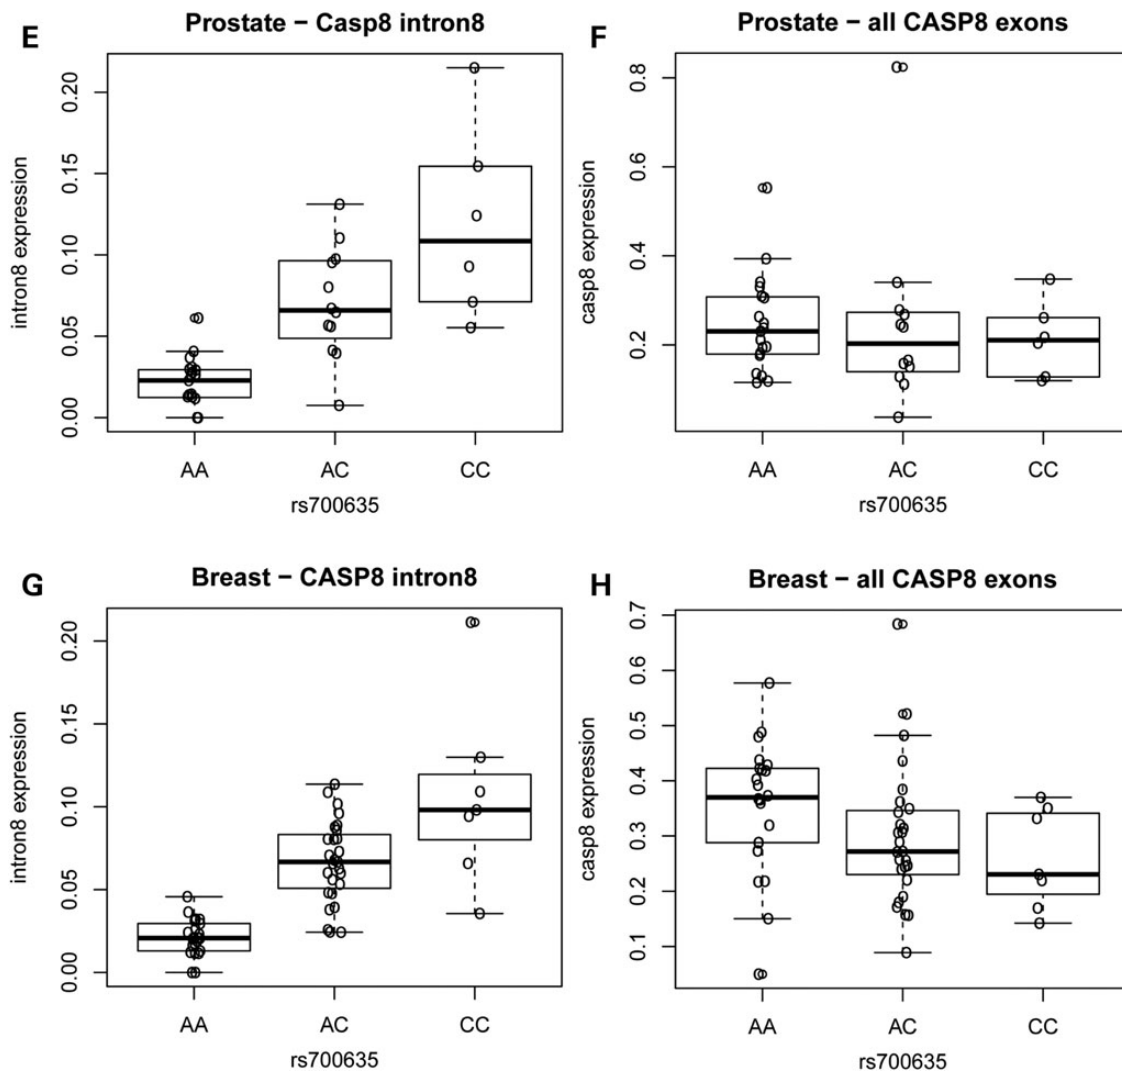 E
Prostate − Casp8 intron8
intron8 expression
0.20
0.15
0.10
0.05
0.00
AA AC CC
rs700635
F
Prostate − all CASP8 exons
casp8 expression
0.8
0.6
0.4
0.2
AA AC CC
rs700635
G
Breast − CASP8 intron8
intron8 expression
0.20
0.15
0.10
0.05
0.00
AA AC CC
rs700635
H
Breast − all CASP8 exons
casp8 expression
0.7
0.6
0.5
0.4
0.3
0.2
0.1
AA AC CC
rs700635